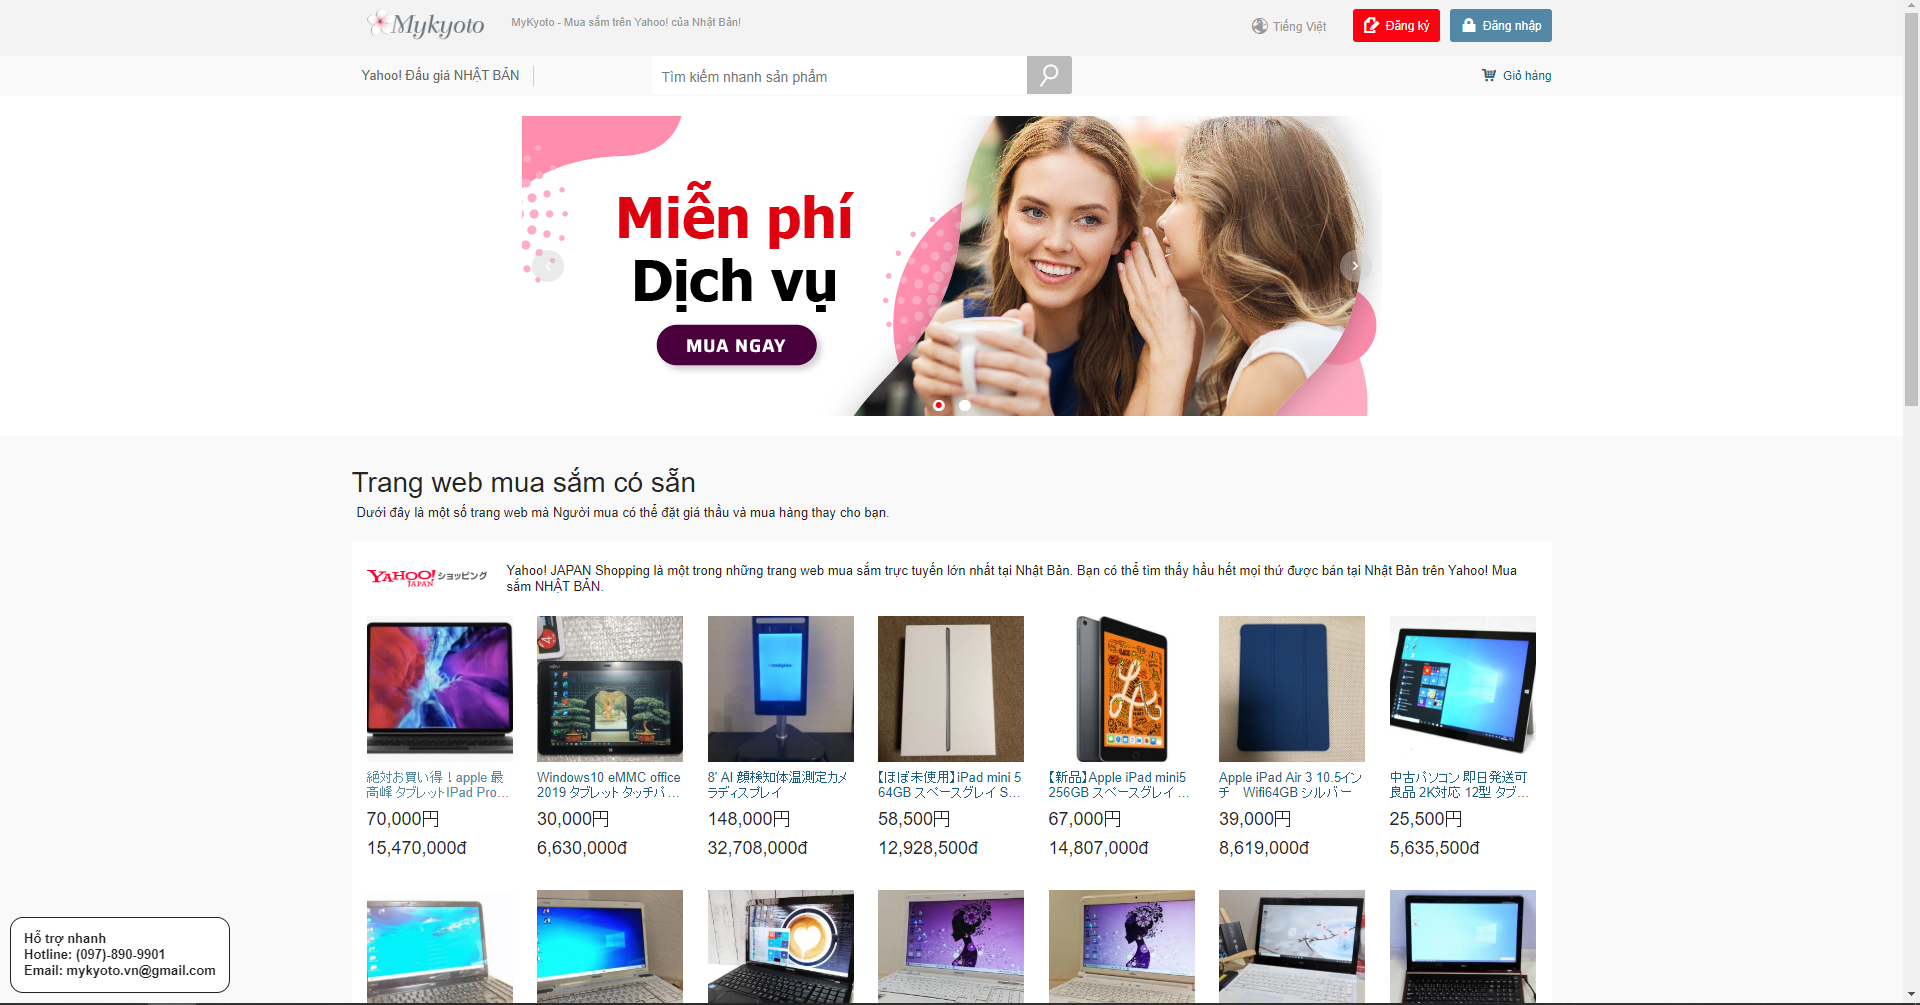 Mykyoto
MyKyoto - Mua sắm trên Yahoo! của Nhật Bản!
Tiếng Việt
Đăng ký
Đăng nhập
Yahoo! Đấu giá NHẬT BẢN
Tìm kiếm nhanh sản phẩm
Giỏ hàng
Miễn phí
Dịch vụ
MUA NGAY
Trang web mua sắm có sẵn
Dưới đây là một số trang web mà Người mua có thể đặt giá thầu và mua hàng thay cho bạn.
YAHOO! JAPAN ショッピング
Yahoo! JAPAN Shopping là một trong những trang web mua sắm trực tuyến lớn nhất tại Nhật Bản. Bạn có thể tìm thấy hầu hết mọi thứ được bán tại Nhật Bản trên Yahoo! Mua
sắm NHẬT BẢN.
絶対お買い得！apple 最
高峰 タブレットIPad Pro...
70,000円
15,470,000đ
Windows10 eMMC office
2019 タブレット タッチパ ...
30,000円
6,630,000đ
8' AI 顔検知体温測定カメ
ラディスプレイ
148,000円
32,708,000đ
【ほぼ未使用】iPad mini 5
64GB スペースグレイ S...
58,500円
12,928,500đ
【新品】Apple iPad mini5
256GB スペースグレイ ...
67,000円
14,807,000đ
Apple iPad Air 3 10.5イン
チ　Wifi64GB シルバー
39,000円
8,619,000đ
中古パソコン 即日発送可
良品 2K対応 12型 タブ...
25,500円
5,635,500đ
Hỗ trợ nhanh
Hotline: (097)-890-9901
Email: mykyoto.vn@gmail.com